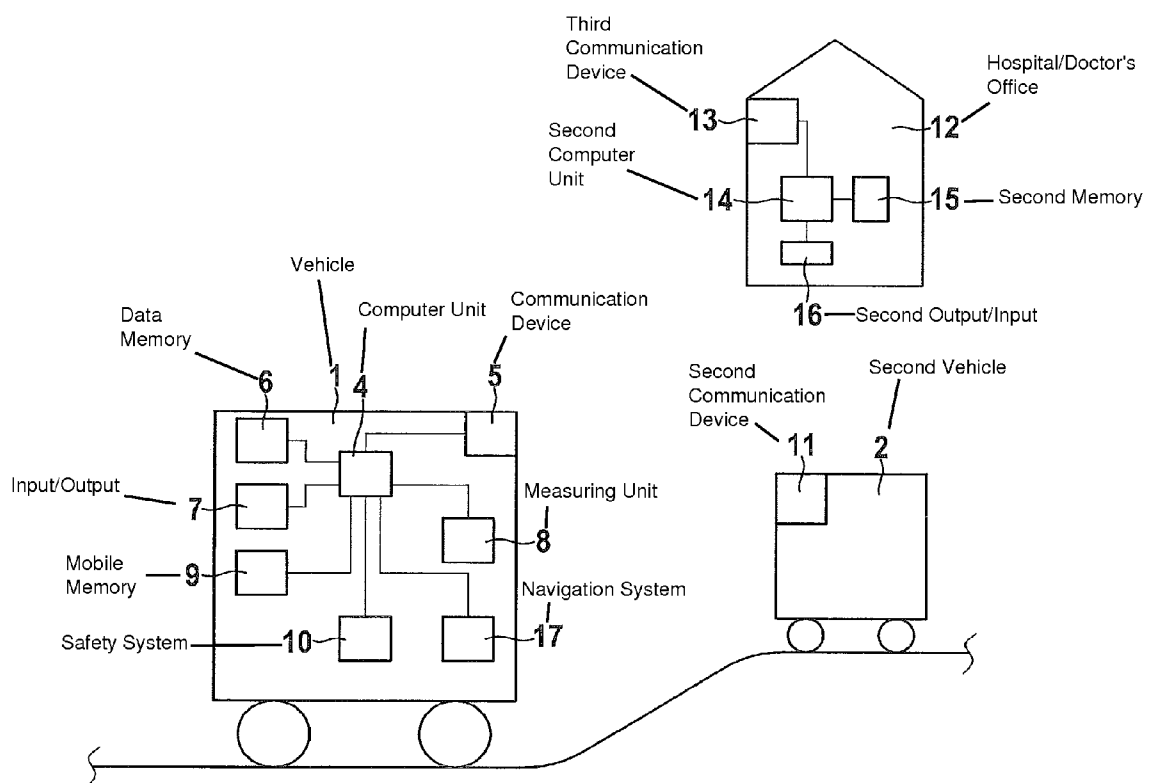 Third
Communication
Device
13
Hospital/Doctor's
Office
12
Second
Computer
Unit
14
15
Second Memory
16
Second Output/Input
Vehicle
1
Computer Unit
4
Communication
Device
5
Data
Memory
6
Second
Communication
Device
11
Second Vehicle
2
Input/Output
7
Measuring Unit
8
Mobile
Memory
9
Navigation System
17
Safety System
10